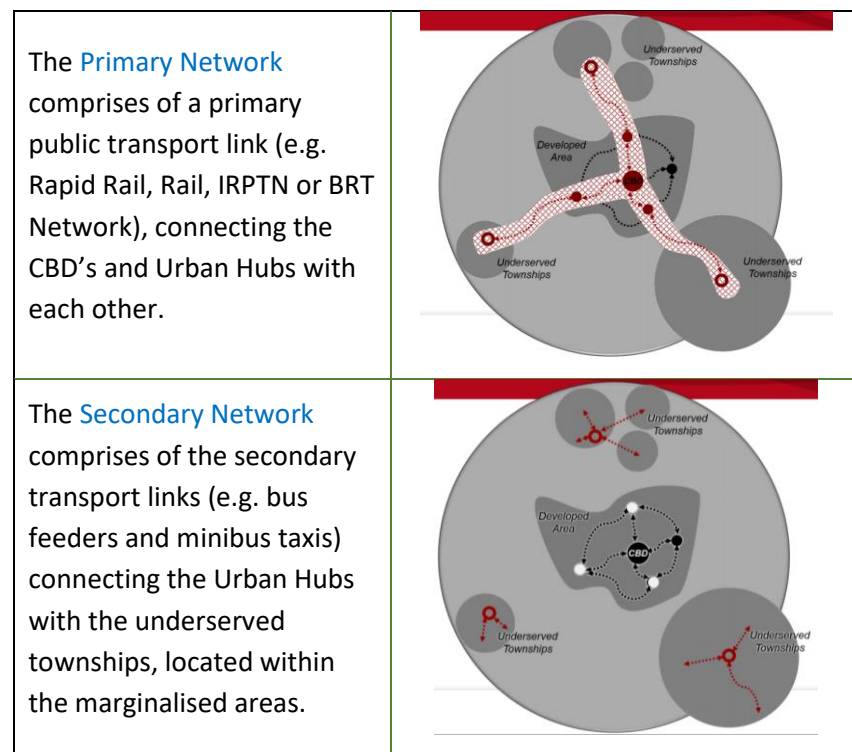 The Primary Network
comprises of a primary
public transport link (e.g.
Rapid Rail, Rail, IRPTN or BRT
Network), connecting the
CBD's and Urban Hubs with
each other.
Underserved
Townships
Developed
Area
CBD
Underserved
Townships
Underserved
Townships
The Secondary Network
comprises of the secondary
transport links (e.g. bus
feeders and minibus taxis)
connecting the Urban Hubs
with the underserved
townships, located within
the marginalised areas.
Underserved
Townships
Developed
Area
CBD
Underserved
Townships
Underserved
Townships